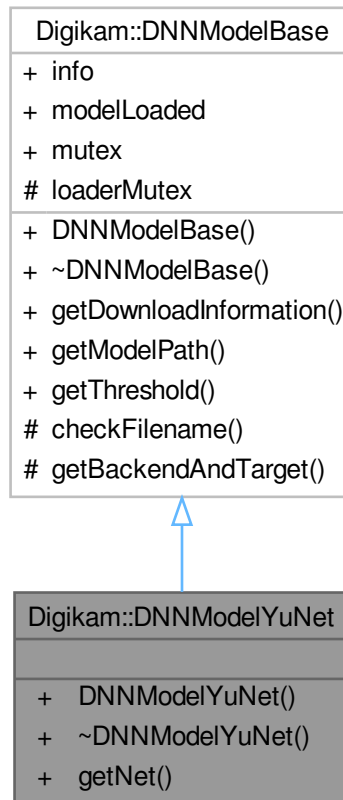 Digikam::DNNModelBase
+ info
+ modelLoaded
+ mutex
# loaderMutex
+ DNNModelBase()
+ ~DNNModelBase()
+ getDownloadInformation()
+ getModelPath()
+ getThreshold()
# checkFilename()
# getBackendAndTarget()
Digikam::DNNModelYuNet
+ DNNModelYuNet()
+ ~DNNModelYuNet()
+ getNet()